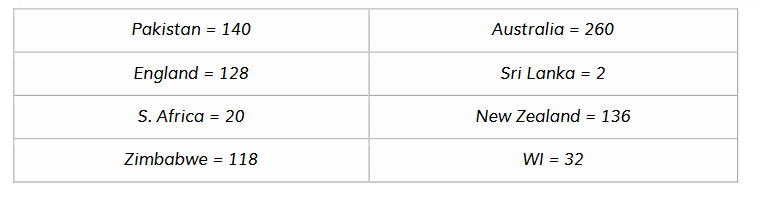 Pakistan = 140 Australia = 260
England = 128 Sri Lanka = 2
S. Africa = 20 New Zealand = 136
Zimbabwe = 118 WI = 32